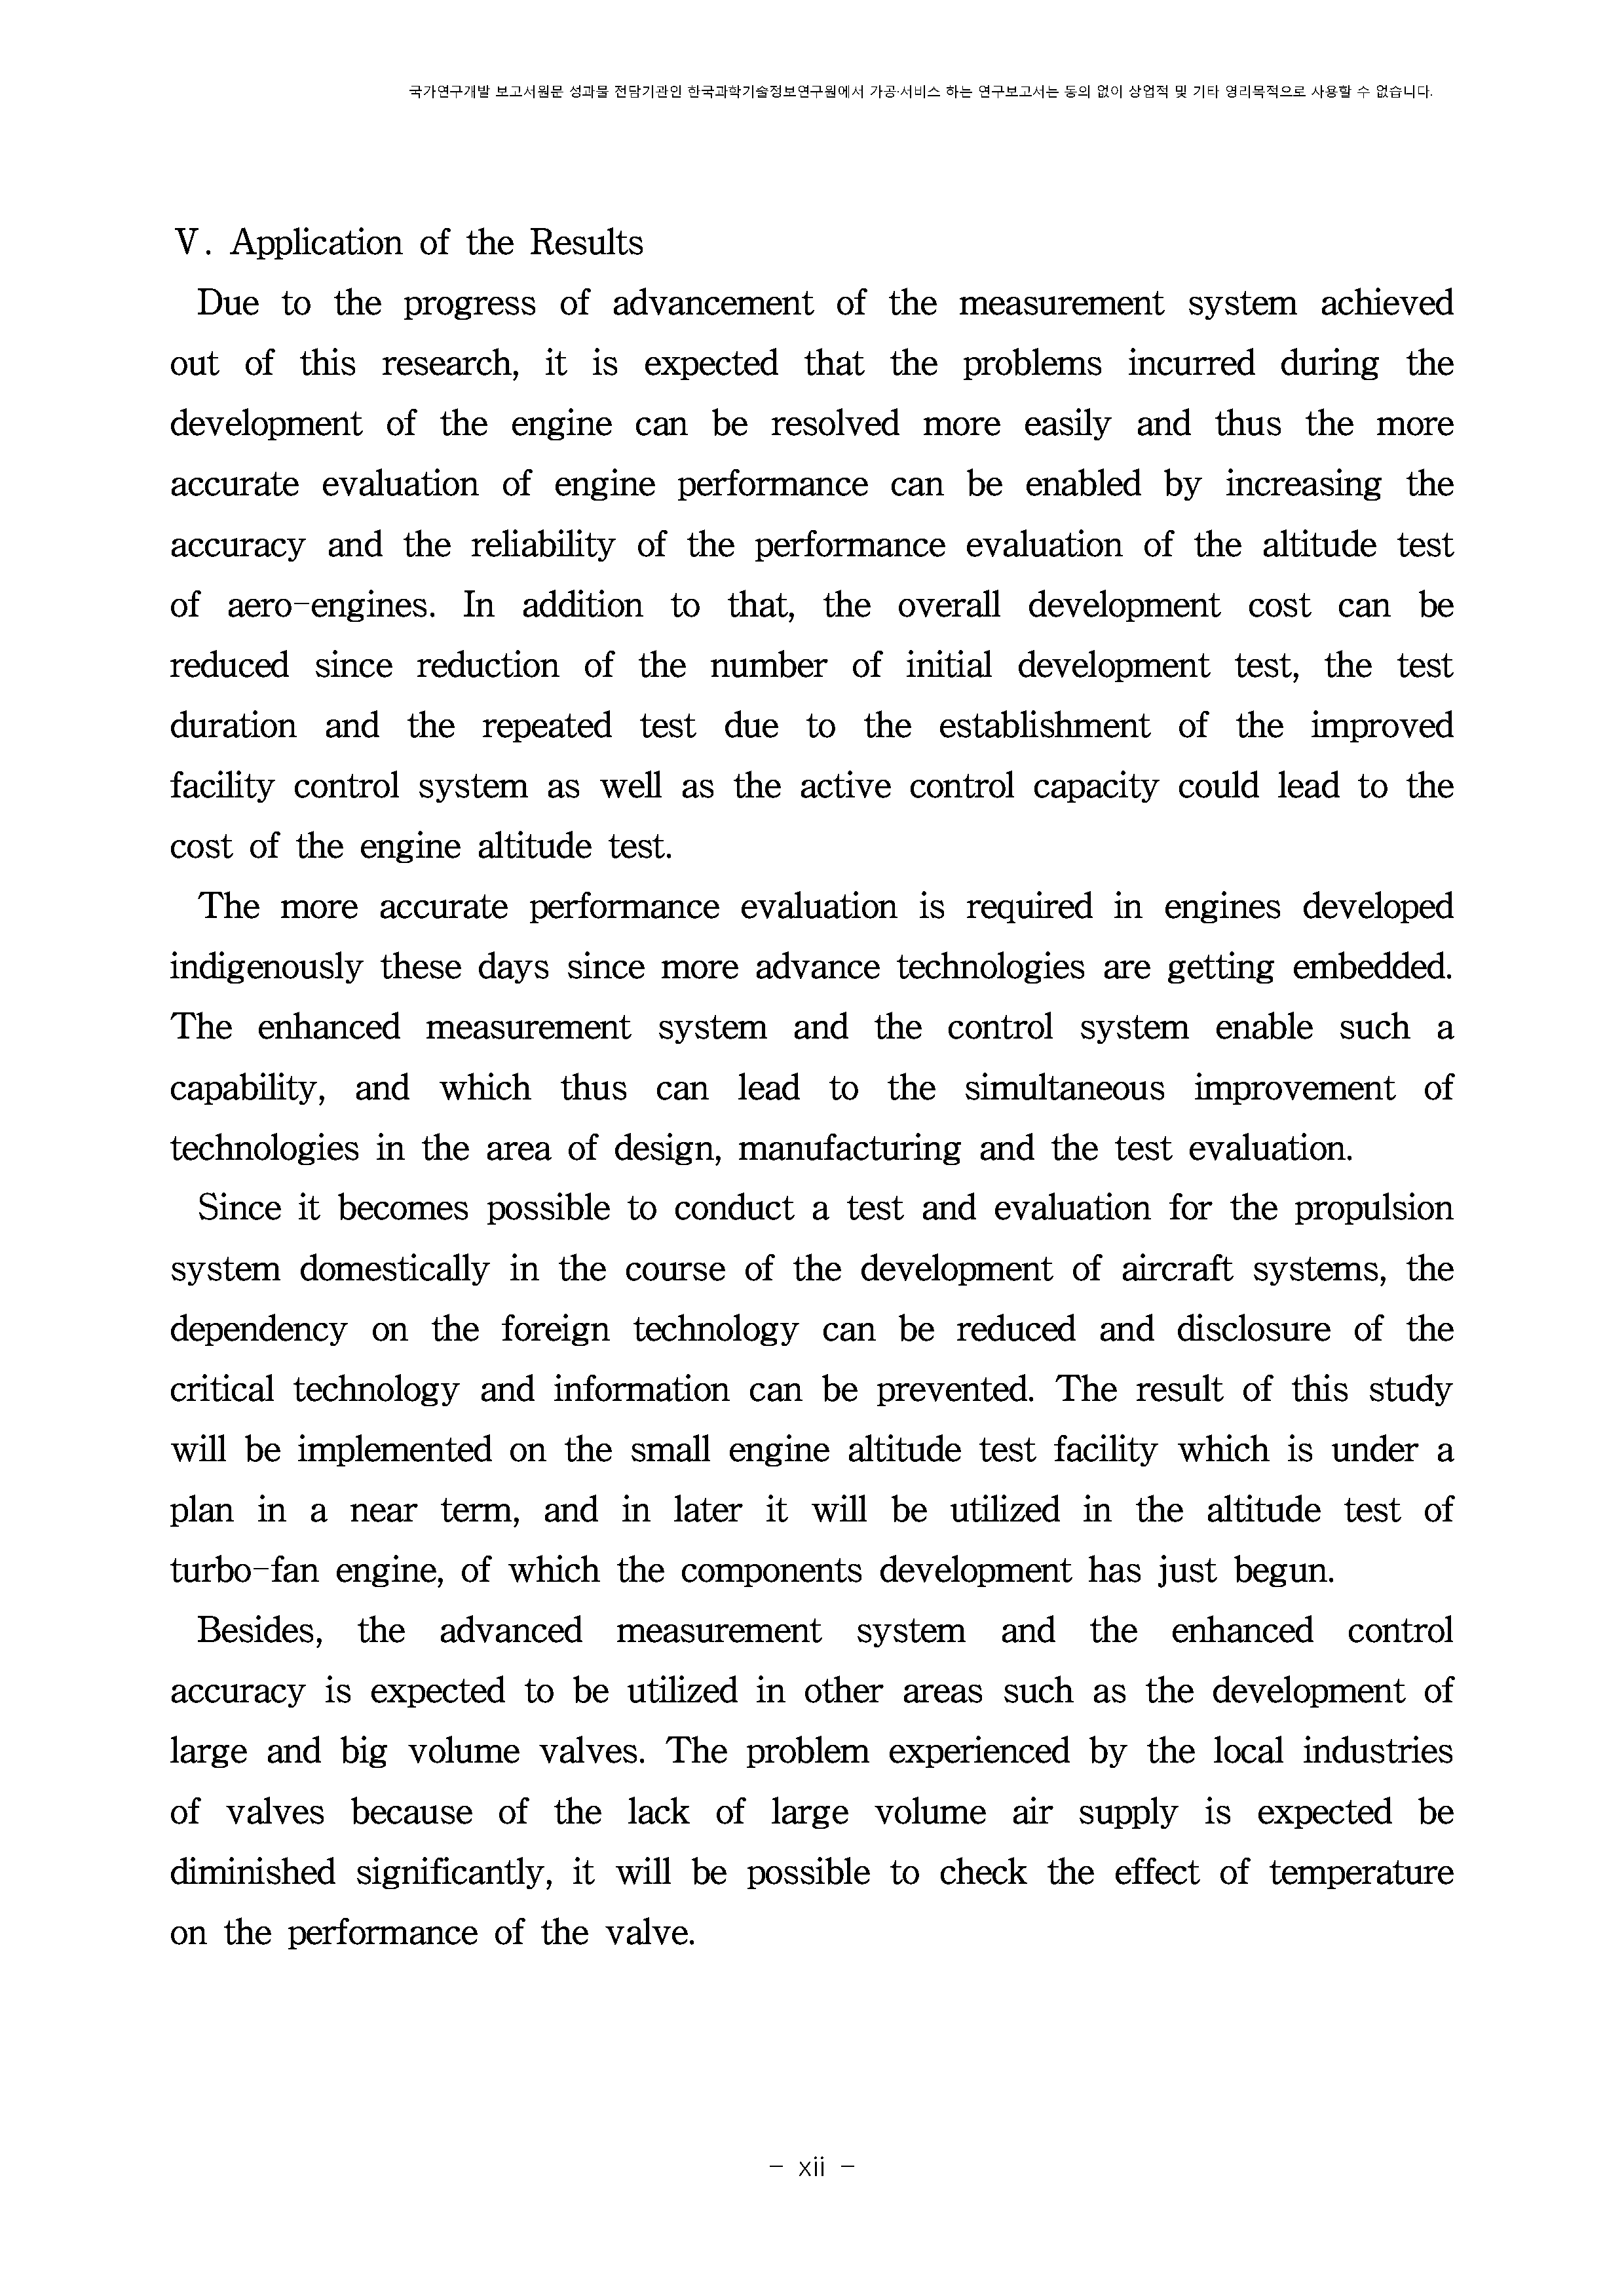 국가연구개발 보고서원문 성과물 전담기관인 한국과학기술정보연구원에서 가공·서비스 하는 연구보고서는 동의 없이 상업적 및 기타 영리목적으로 사용할 수 없습니다.
Ⅴ. Application of the Results
Due to the progress of advancement of the measurement system achieved
out of this research, it is expected that the problems incurred during the
development of the engine can be resolved more easily and thus the more
accurate evaluation of engine performance can be enabled by increasing the
accuracy and the reliability of the performance evaluation of the altitude test
of aero-engines. In addition to that, the overall development cost can be
reduced since reduction of the number of initial development test, the test
duration and the repeated test due to the establishment of the improved
facility control system as well as the active control capacity could lead to the
cost of the engine altitude test.
The more accurate performance evaluation is required in engines developed
indigenously these days since more advance technologies are getting embedded.
The enhanced measurement system and the control system enable such a
capability, and which thus can lead to the simultaneous improvement of
technologies in the area of design, manufacturing and the test evaluation.
Since it becomes possible to conduct a test and evaluation for the propulsion
system domestically in the course of the development of aircraft systems, the
dependency on the foreign technology can be reduced and disclosure of the
critical technology and information can be prevented. The result of this study
will be implemented on the small engine altitude test facility which is under a
plan in a near term, and in later it will be utilized in the altitude test of
turbo-fan engine, of which the components development has just begun.
Besides, the advanced measurement system and the enhanced control
accuracy is expected to be utilized in other areas such as the development of
large and big volume valves. The problem experienced by the local industries
of valves because of the lack of large volume air supply is expected be
diminished significantly, it will be possible to check the effect of temperature
on the performance of the valve.
- xii -